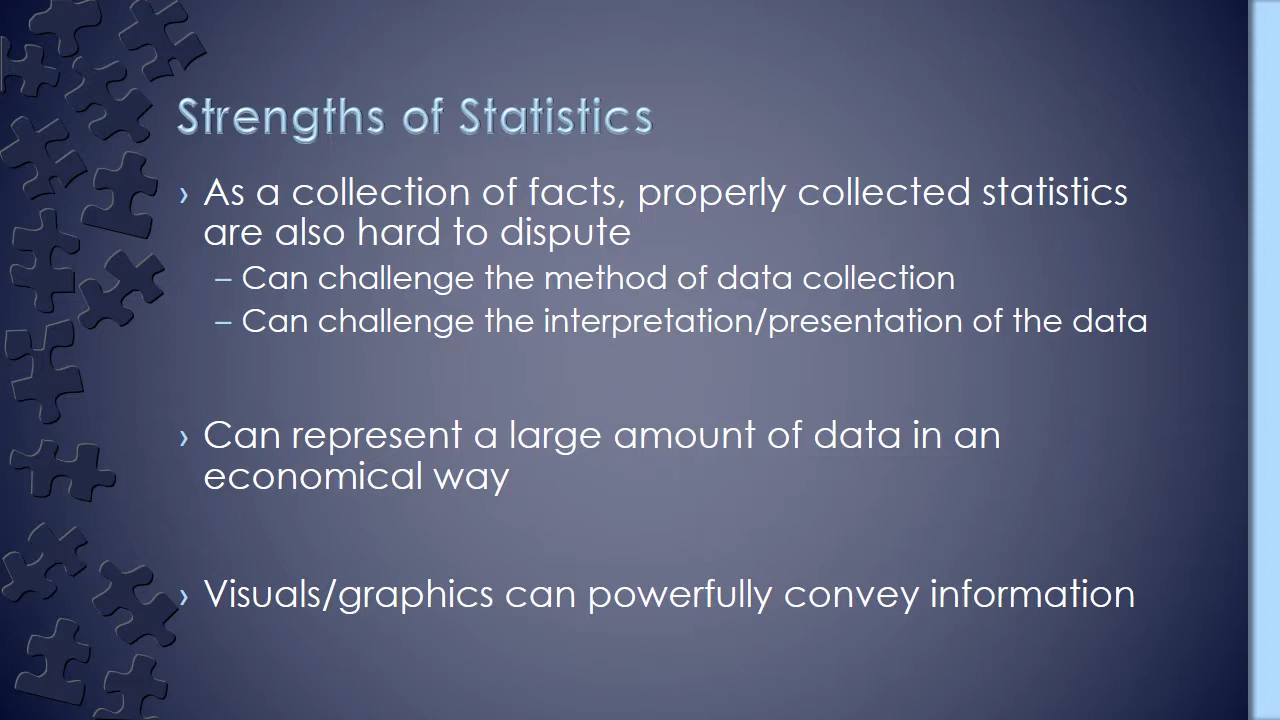 Strengths of Statistics
› As a collection of facts, properly collected statistics
are also hard to dispute
– Can challenge the method of data collection
– Can challenge the interpretation/presentation of the data
› Can represent a large amount of data in an
economical way
› Visuals/graphics can powerfully convey information